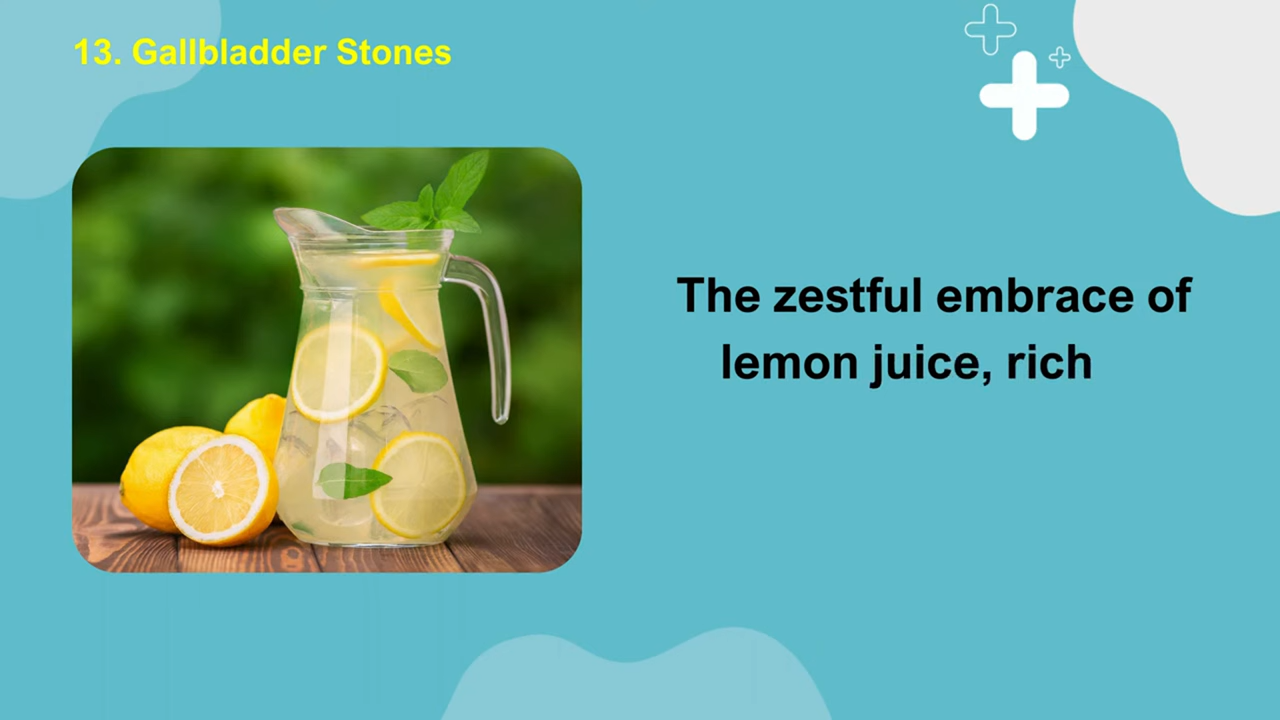 13. Gallbladder Stones
The zestful embrace of
lemon juice, rich